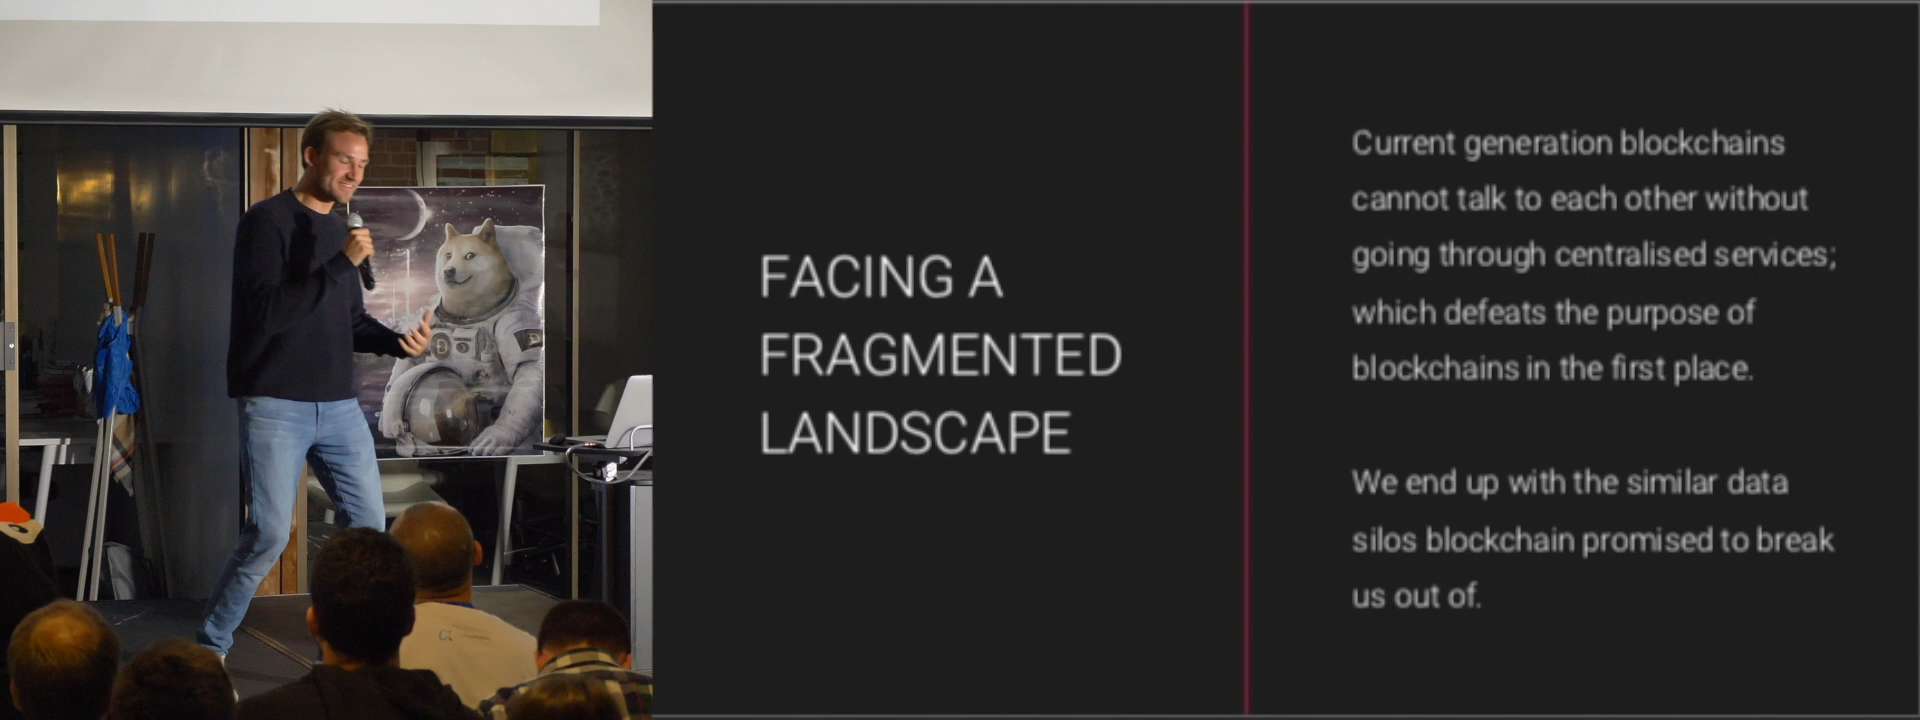 FACING A
FRAGMENTED
LANDSCAPE
Current generation blockchains
cannot talk to each other without
going through centralised services;
which defeats the purpose of
blockchains in the first place.
We end up with the similar data
silos blockchain promised to break
us out of.